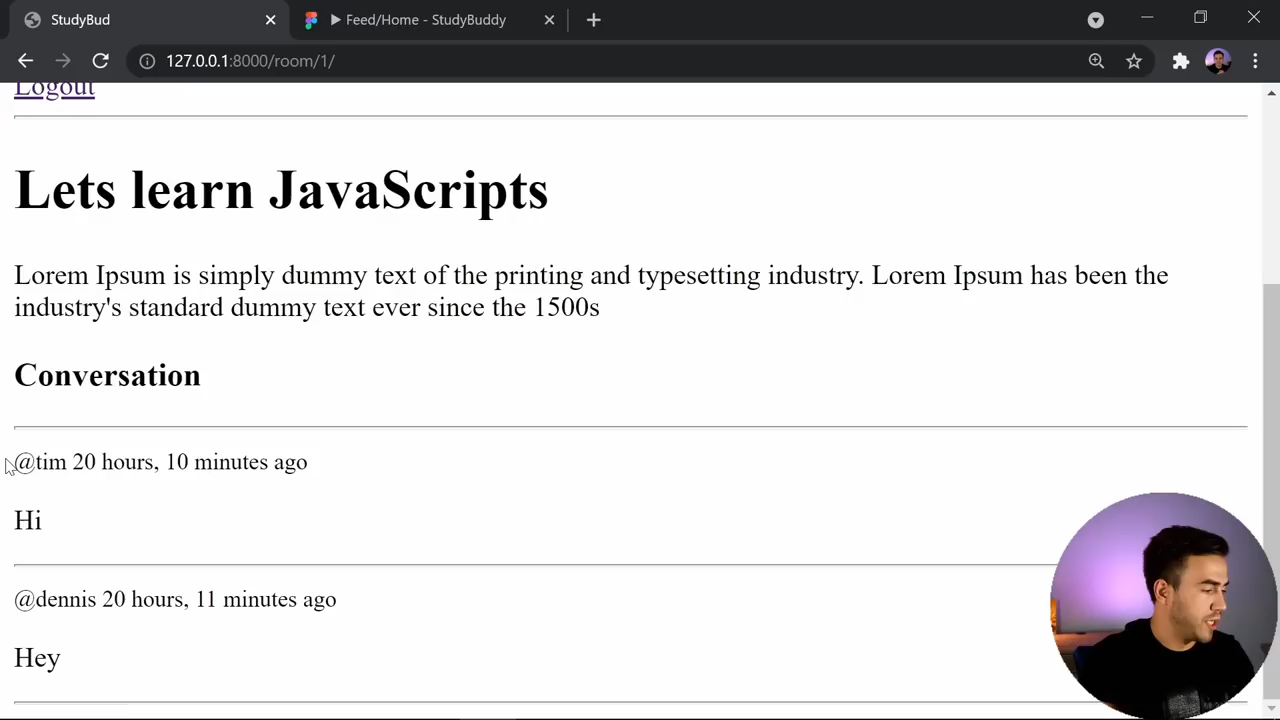 StudyBud
Feed/Home - StudyBuddy
127.0.0.1:8000/room/1/
Logout
Lets learn JavaScripts
Lorem Ipsum is simply dummy text of the printing and typesetting industry. Lorem Ipsum has been the
industry's standard dummy text ever since the 1500s
Conversation
@tim 20 hours, 10 minutes ago
Hi
@dennis 20 hours, 11 minutes ago
Hey